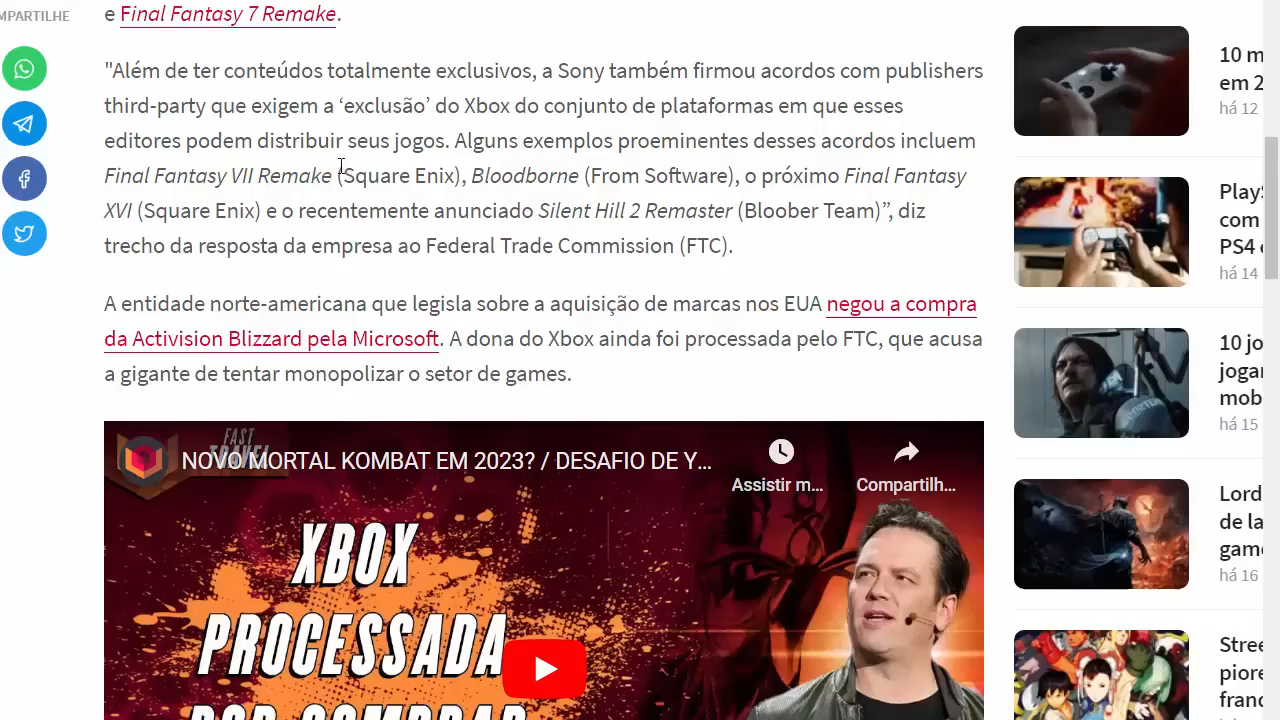 MPARTILHE
e Final Fantasy 7 Remake.
"Além de ter conteúdos totalmente exclusivos, a Sony também firmou acordos com publishers
third-party que exigem a ‘exclusão’ do Xbox do conjunto de plataformas em que esses
editores podem distribuir seus jogos. Alguns exemplos proeminentes desses acordos incluem
Final Fantasy VII Remake (Square Enix), Bloodborne (From Software), o próximo Final Fantasy
XVI (Square Enix) e o recentemente anunciado Silent Hill 2 Remaster (Bloober Team)”, diz
trecho da resposta da empresa ao Federal Trade Commission (FTC).
A entidade norte-americana que legisla sobre a aquisição de marcas nos EUA negou a compra
da Activision Blizzard pela Microsoft. A dona do Xbox ainda foi processada pelo FTC, que acusa
a gigante de tentar monopolizar o setor de games.
FAST
TRAVEL
NOVO MORTAL KOMBAT EM 2023? / DESAFIO DE Y...
Assistir m...
Compartilh...
XBOX
PROCESSADA
POR COMPRAR
10 m
em 2
há 12
PlayS
com
PS4 e
há 14
10 jo
jogar
mob
há 15
Lord
de la
game
há 16
Stree
piore
franc